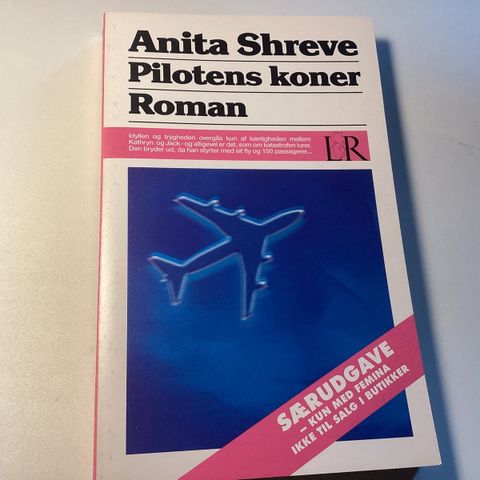 Anita Shreve
Pilotens koner
Roman
Idyllen og trygheden overgås kun af kærligheden mellem
Kathryn og Jack - og alligevel er det, som om katastrofen lurer.
Den bryder ud, da han styrter med sit fly og 150 passagerer...
L&R
SÆRUDGAVE
- KUN MED FEMINA
IKKE TIL SALG I BUTIKKER